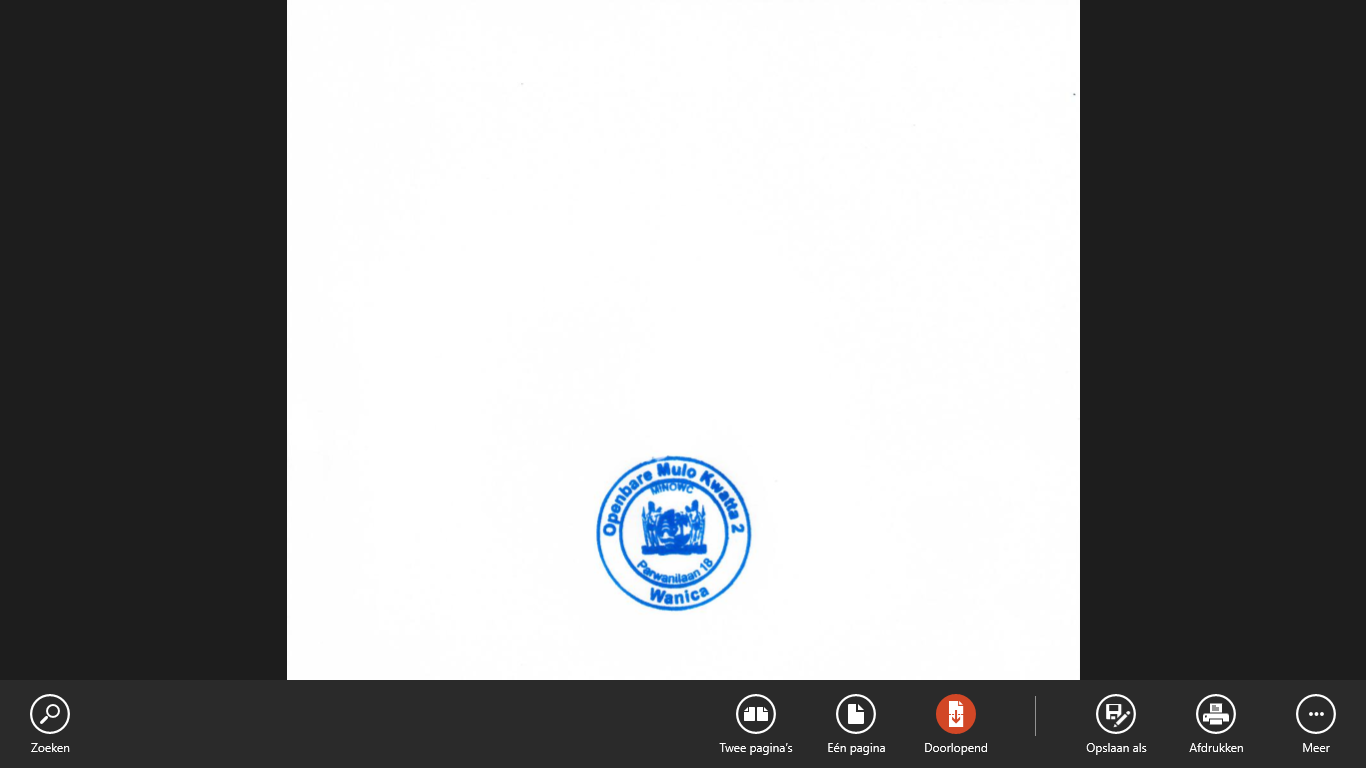 Openbare Mulo Kwatta 2
MINOWC
Parwanilaan 18
Wanica
Zoeken
Twee pagina's
Eén pagina
Doorlopend
Opslaan als
Afdrukken
Meer